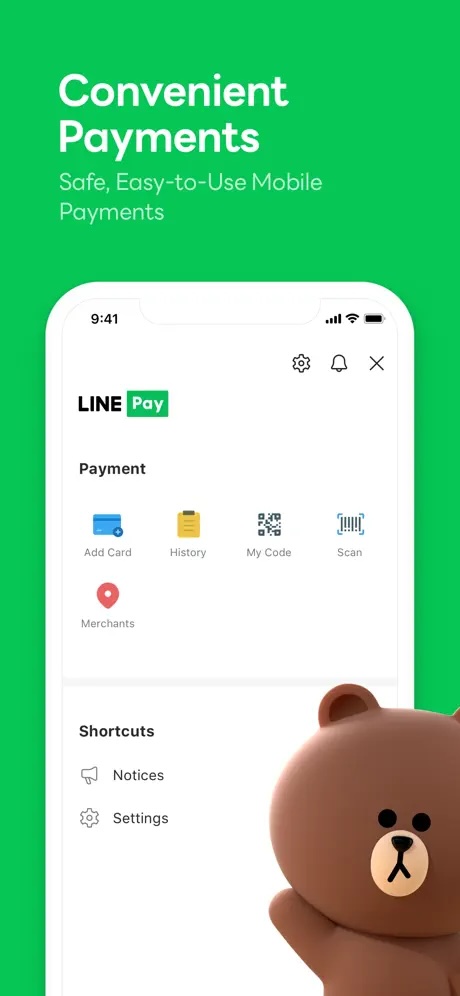 Convenient
Payments
Safe, Easy-to-Use Mobile
Payments
9:41
LINE Pay
Payment
Add Card
History
My Code
Scan
Merchants
Shortcuts
Notices
Settings